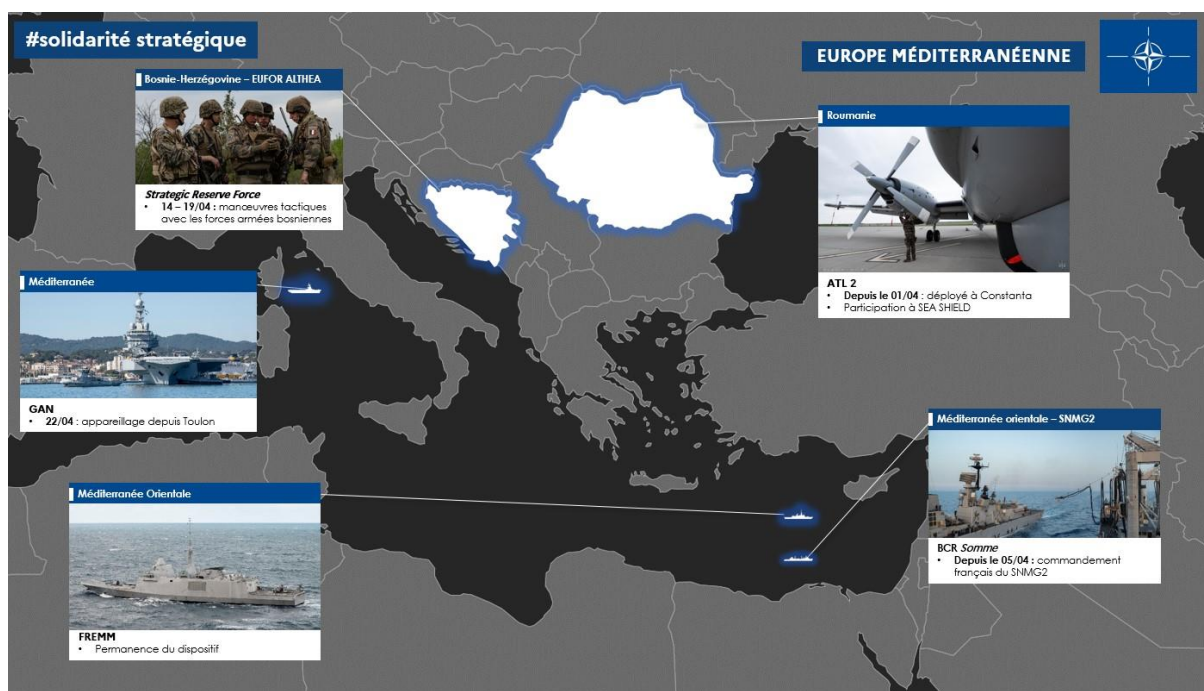 #solidarité stratégique
EUROPE MÉDITERRANÉENNE
Bosnie-Herzégovine – EUFOR ALTHEA
Strategic Reserve Force
• 14 – 19/04 : manœuvres tactiques
avec les forces armées bosniennes
Roumanie
ATL 2
• Depuis le 01/04 : déployé à Constanta
• Participation à SEA SHIELD
Méditerranée
GAN
• 22/04 : appareillage depuis Toulon
Méditerranée orientale – SNMG2
BCR Somme
• Depuis le 05/04 : commandement
français du SNMG2
Méditerranée Orientale
FREMM
• Permanence du dispositif